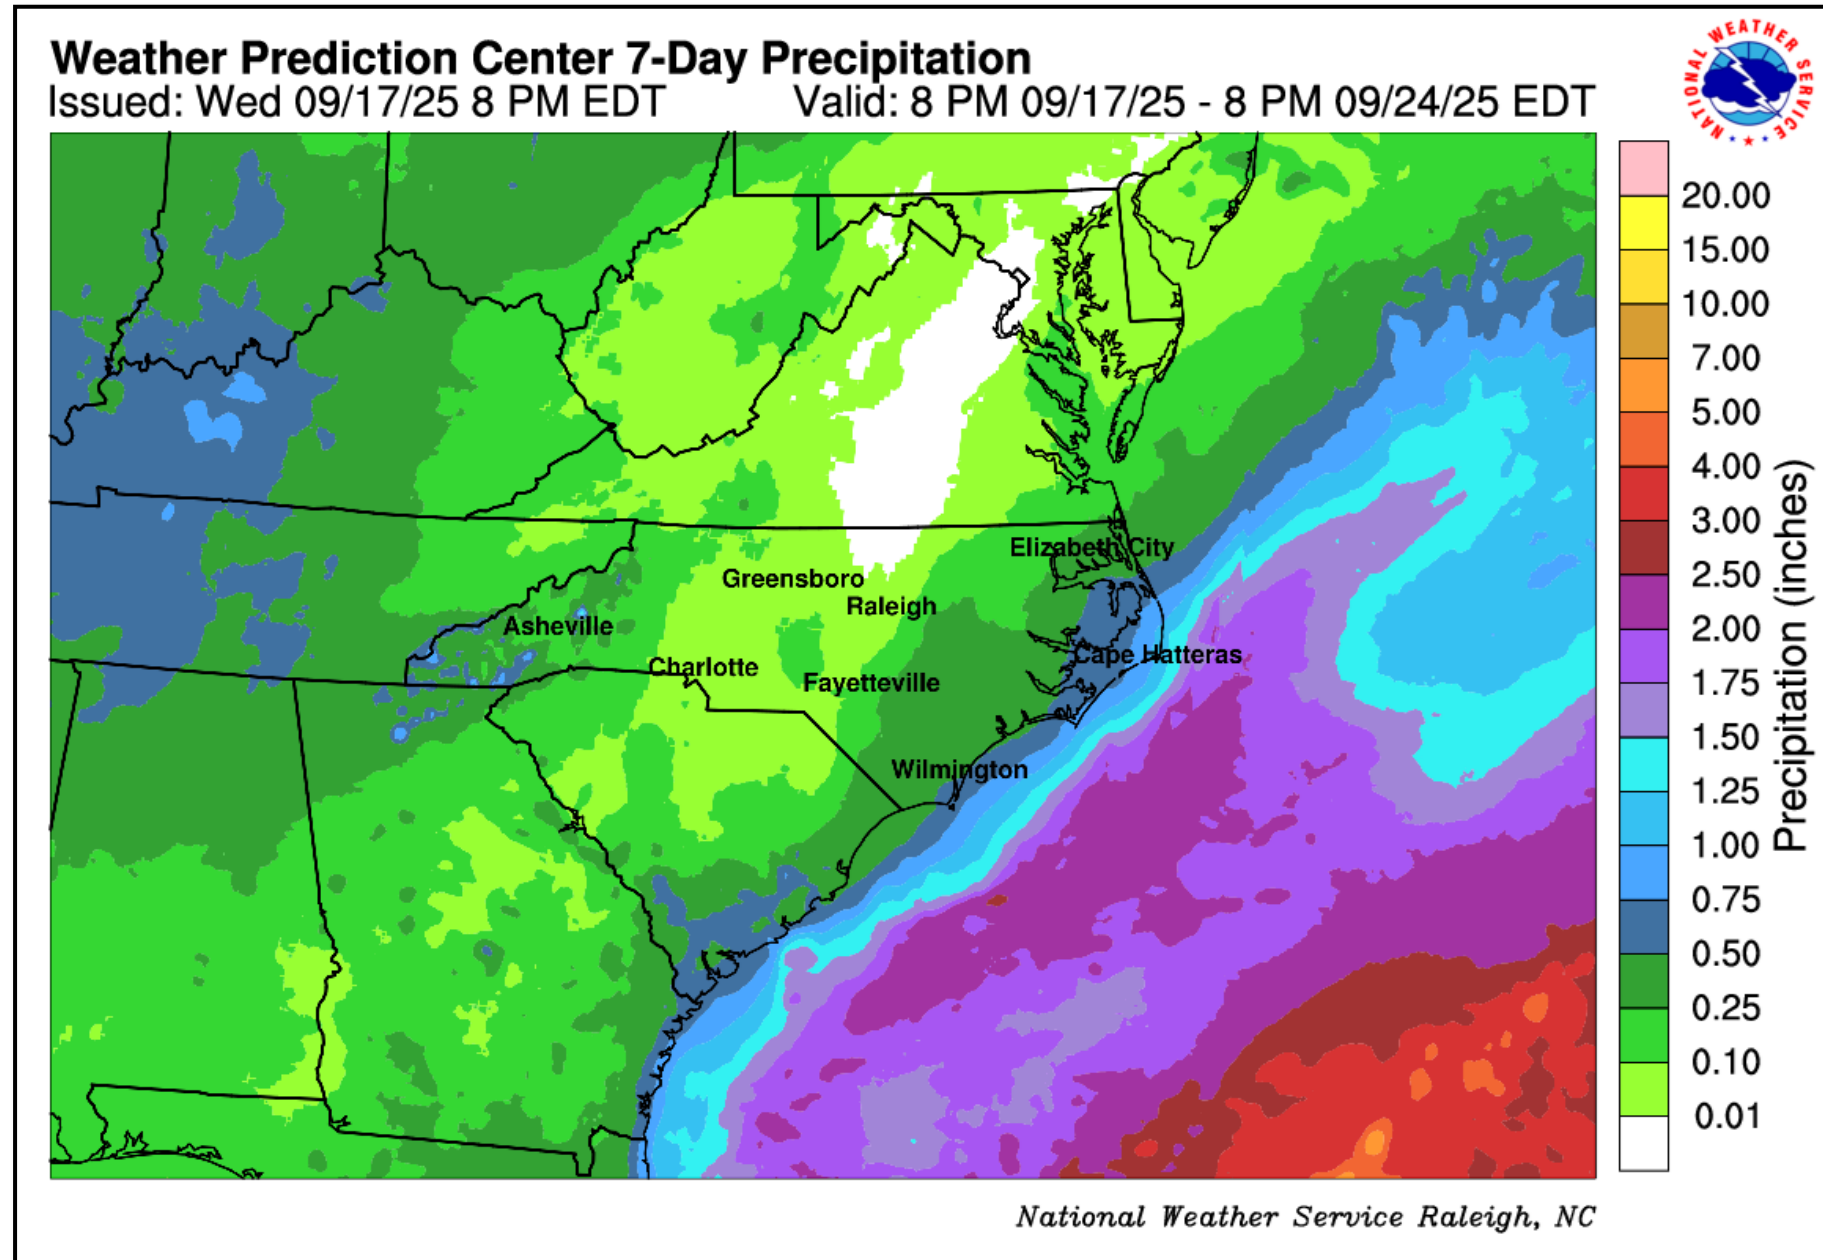 Weather Prediction Center 7-Day Precipitation
Issued: Wed 09/17/25 8 PM EDT Valid: 8 PM 09/17/25 - 8 PM 09/24/25 EDT
NATIONAL WEATHER SERVICE
20.00
15.00
10.00
7.00
5.00
4.00
3.00
2.50
2.00
1.75
1.50
1.25
1.00
0.75
0.50
0.25
0.10
0.01
Precipitation (inches)
Elizabeth City
Greensboro
Raleigh
Asheville
Cape Hatteras
Charlotte
Fayetteville
Wilmington
National Weather Service Raleigh, NC